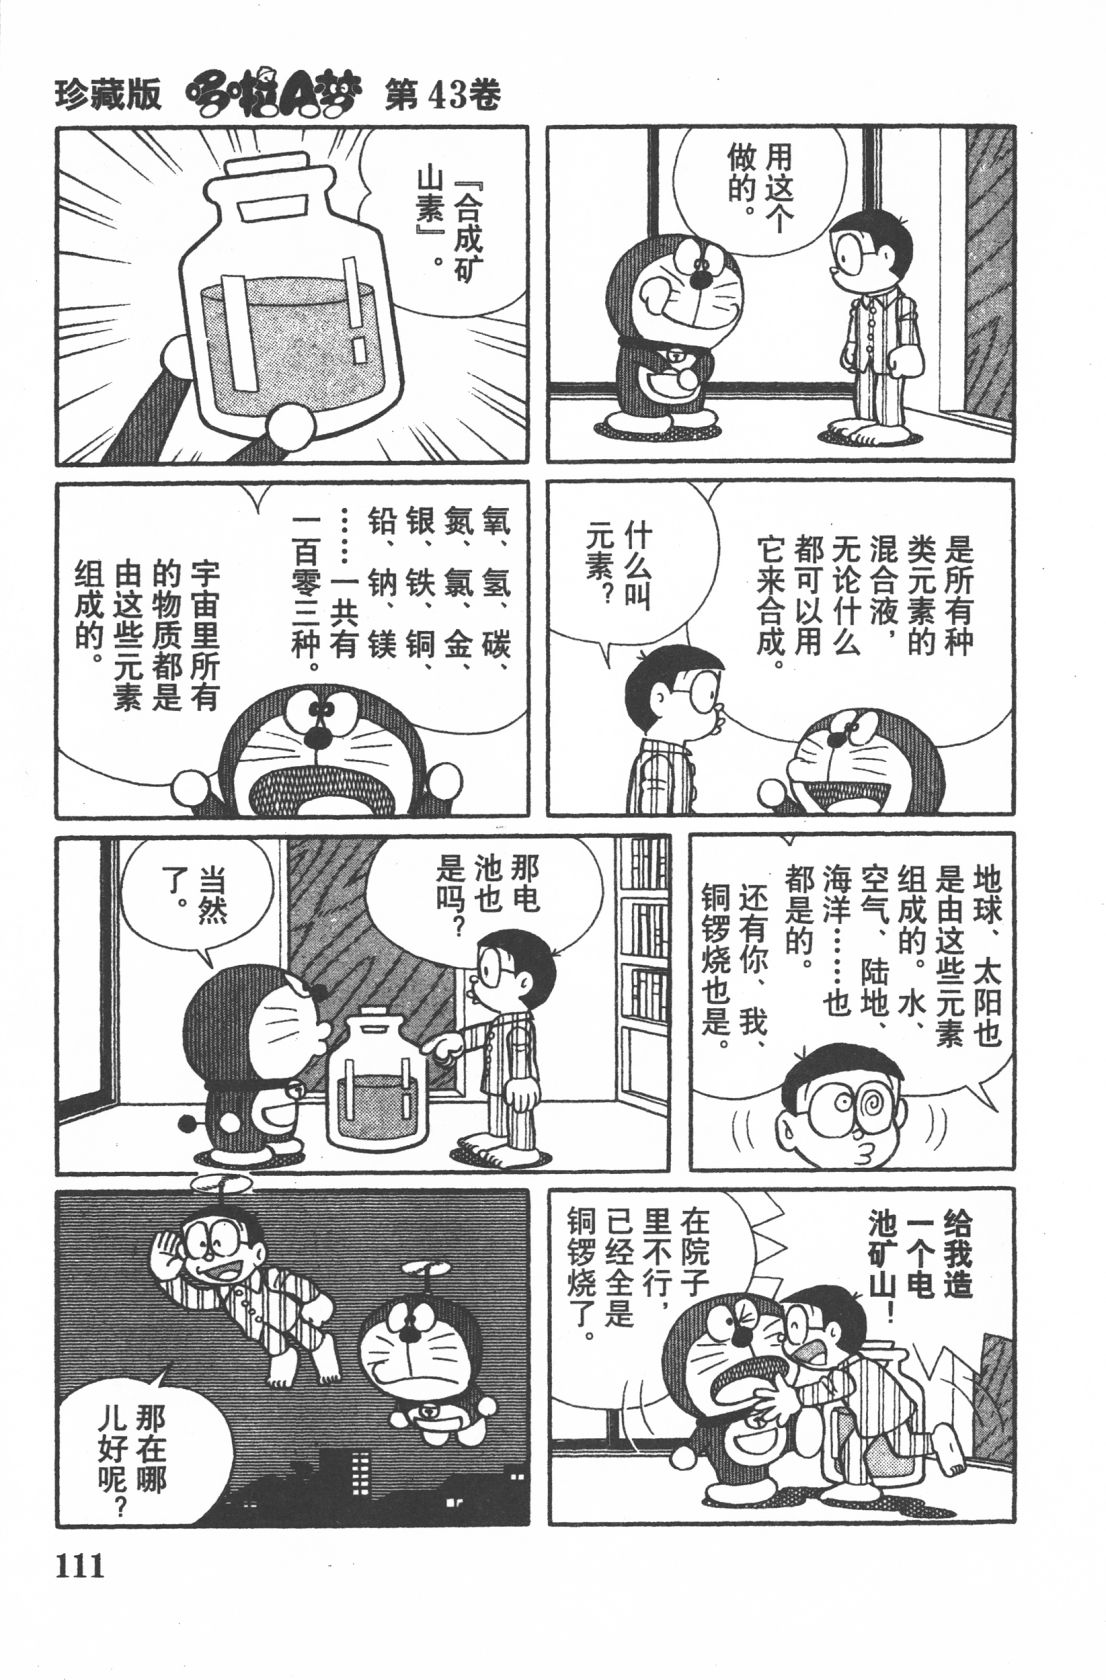 珍藏版 哆啦A梦 第43卷
用这个
做的。
『合成矿
山素』。
是所有种
类元素的
混合液，
无论什么
都可以用
它来合成。
什么叫
元素？
氧、氢、碳、
氮、氯、金、
银、铁、铜、
铅、钠、镁
……一共有
一百零三种。
宇宙里所有
的物质都是
由这些元素
组成的。
地球、太阳也
是由这些元素
组成的。水、
空气、陆地、
海洋……也
都是的。
还有你、我、
铜锣烧也是。
那电
池也
是吗？
当然
了。
给我造
一个电
池矿山！
在院子
里不行，
已经全是
铜锣烧了。
那在哪
儿好呢？
111